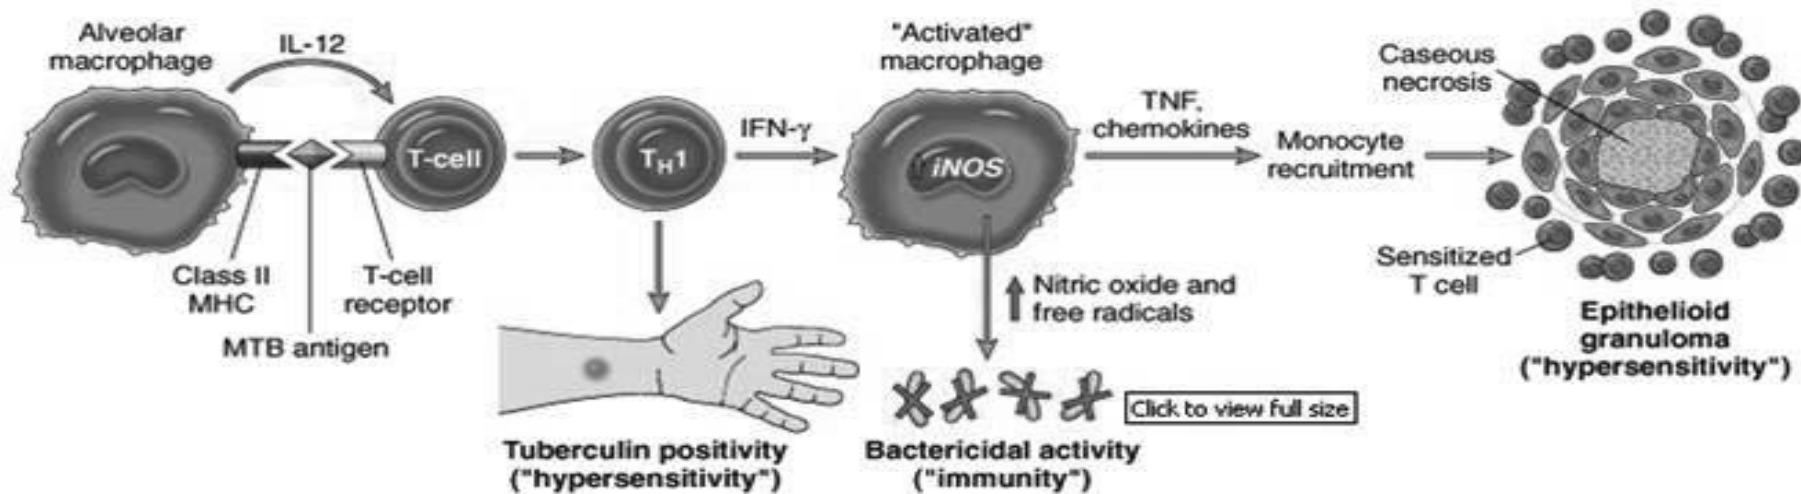 Alveolar
macrophage
IL-12
T-cell
Class II
MHC
MTB antigen
T-cell
receptor
TH1
IFN-γ
Tuberculin positivity
("hypersensitivity")
"Activated"
macrophage
iNOS
Nitric oxide and
free radicals
Click to view full size
Bactericidal activity
("immunity")
TNF,
chemokines
Monocyte
recruitment
Caseous
necrosis
Sensitized
T cell
Epithelioid
granuloma
("hypersensitivity")